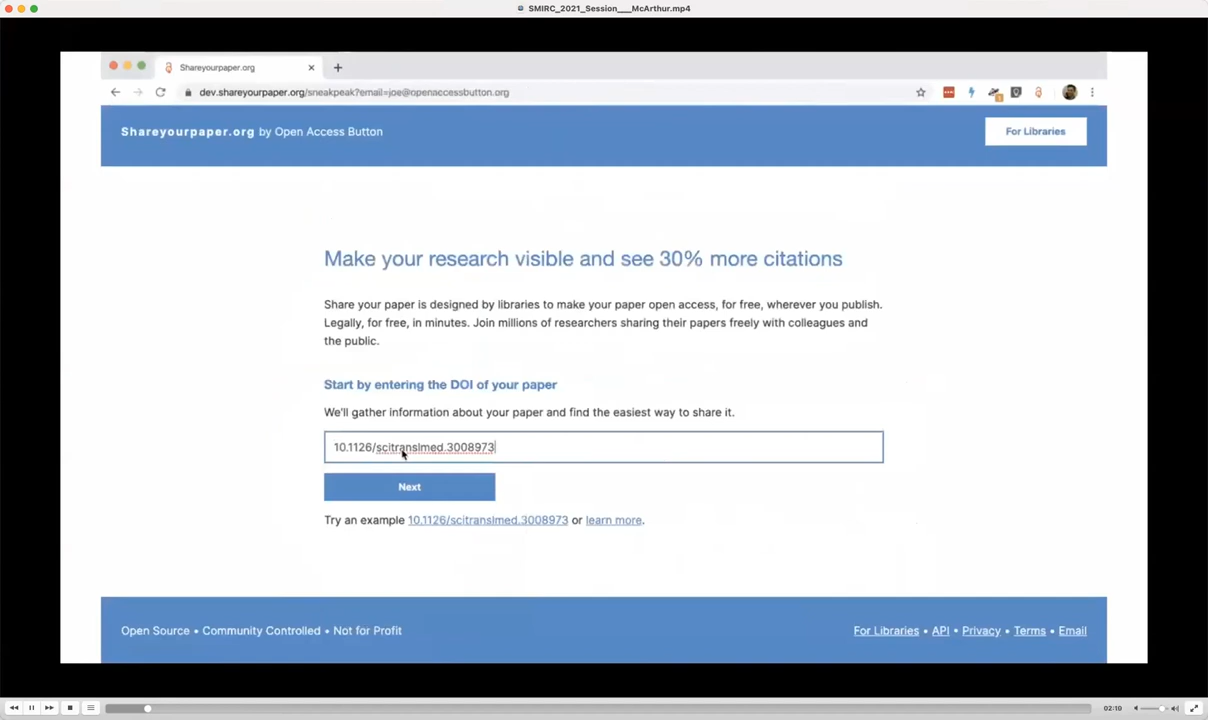 SMIRC_2021_Session___McArthur.mp4
Shareyourpaper.org
dev.shareyourpaper.org/sneakpeak?email=joe@openaccessbutton.org
Shareyourpaper.org by Open Access Button
For Libraries
Make your research visible and see 30% more citations
Share your paper is designed by libraries to make your paper open access, for free, wherever you publish.
Legally, for free, in minutes. Join millions of researchers sharing their papers freely with colleagues and
the public.
Start by entering the DOI of your paper
We'll gather information about your paper and find the easiest way to share it.
10.1126/scitranslmed.3008973
Next
Try an example 10.1126/scitranslmed.3008973 or learn more.
Open Source • Community Controlled • Not for Profit
For Libraries • API • Privacy • Terms • Email
02:10